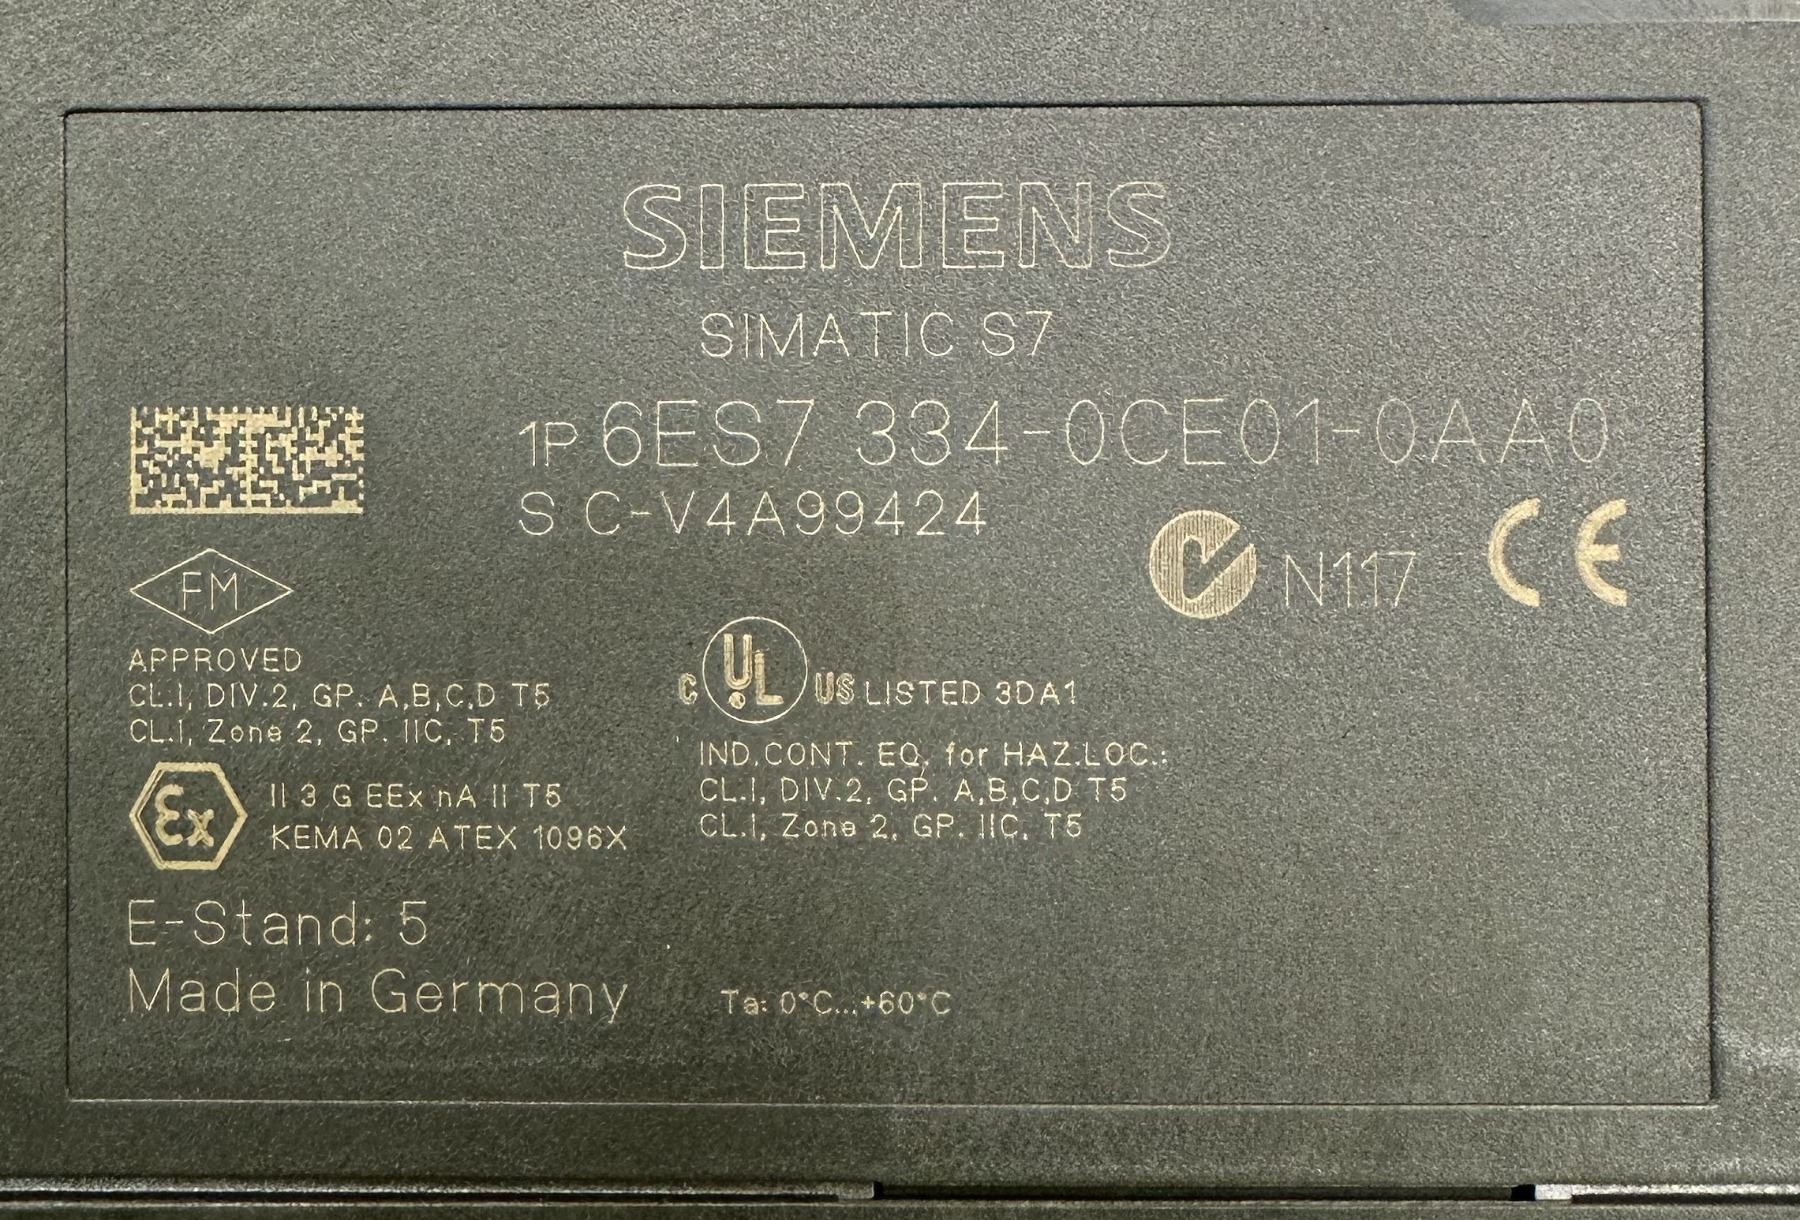 SIEMENS
SIMATIC S7
1P 6ES7 334-0CE01-0AA0
S C-V4A99424
N117 CE
FM
APPROVED
CL.I, DIV.2, GP. A,B,C,D T5
CL.I, Zone 2, GP. IIC, T5
C UL US LISTED 3DA1
IND.CONT. EQ. for HAZ.LOC.:
CL.I, DIV.2, GP. A,B,C,D T5
CL.I, Zone 2, GP. IIC, T5
Ex
II 3 G EEx nA II T5
KEMA 02 ATEX 1096X
E-Stand: 5
Made in Germany
Ta: 0°C...+60°C